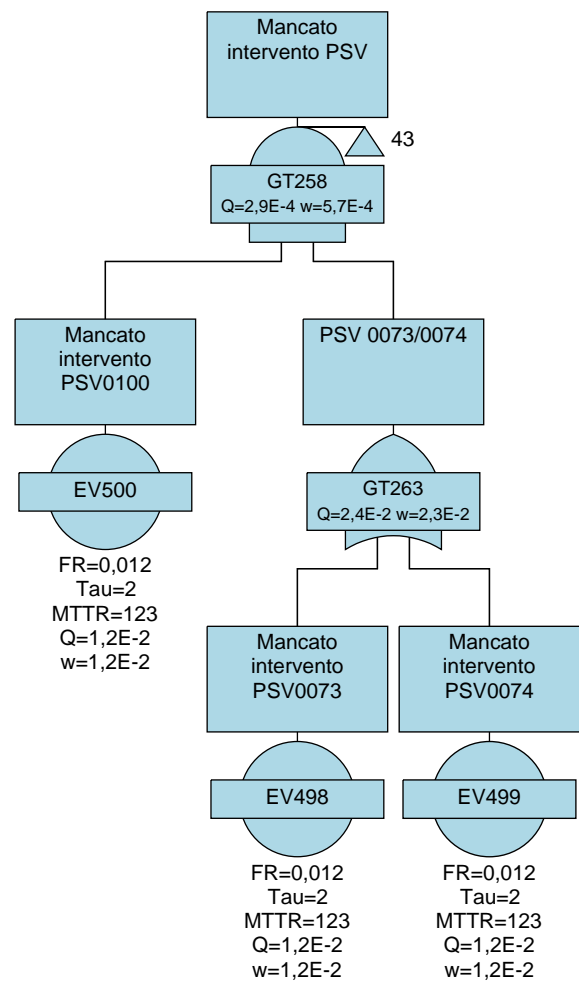 Mancato
intervento PSV
43
GT258
Q=2,9E-4 w=5,7E-4
Mancato
intervento
PSV0100
PSV 0073/0074
EV500
GT263
Q=2,4E-2 w=2,3E-2
FR=0,012
Tau=2
MTTR=123
Q=1,2E-2
w=1,2E-2
Mancato
intervento
PSV0073
Mancato
intervento
PSV0074
EV498
EV499
FR=0,012
Tau=2
MTTR=123
Q=1,2E-2
w=1,2E-2
FR=0,012
Tau=2
MTTR=123
Q=1,2E-2
w=1,2E-2